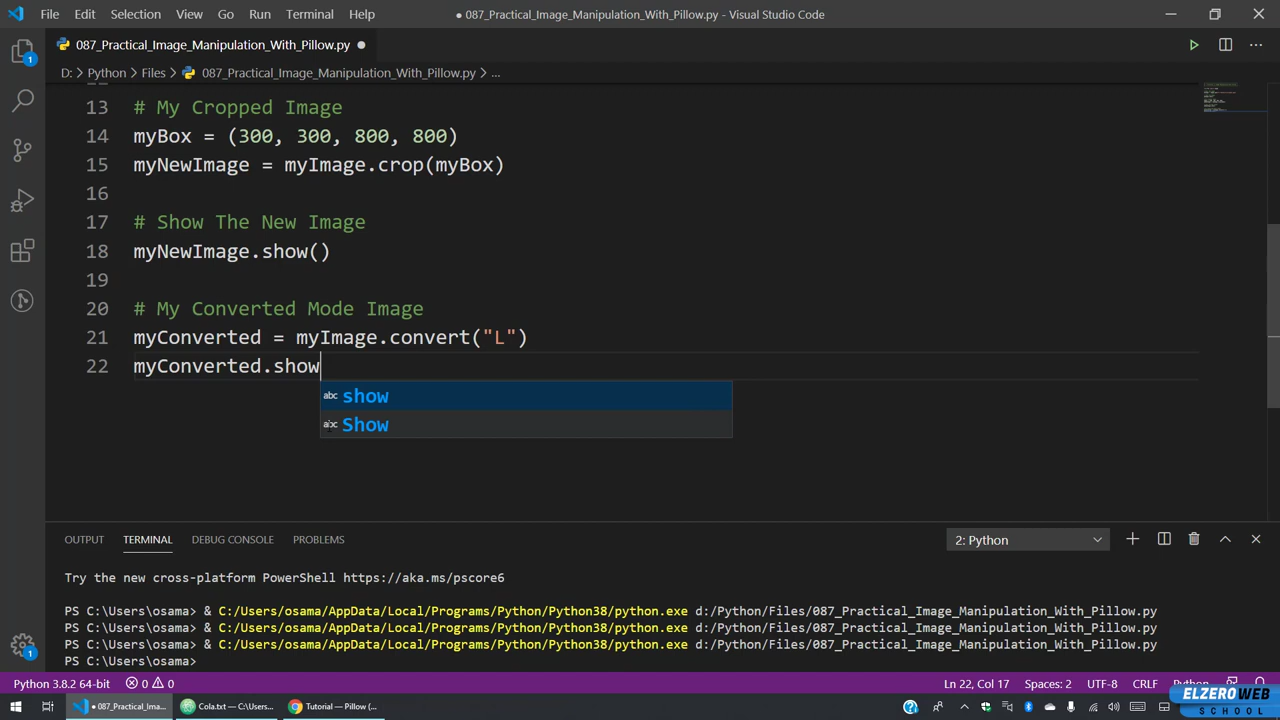 File Edit Selection View Go Run Terminal Help ● 087_Practical_Image_Manipulation_With_Pillow.py - Visual Studio Code
087_Practical_Image_Manipulation_With_Pillow.py ●
D: > Python > Files > 087_Practical_Image_Manipulation_With_Pillow.py > ...
13 # My Cropped Image
14 myBox = (300, 300, 800, 800)
15 myNewImage = myImage.crop(myBox)
16
17 # Show The New Image
18 myNewImage.show()
19
20 # My Converted Mode Image
21 myConverted = myImage.convert("L")
22 myConverted.show
abc show
abc Show
OUTPUT TERMINAL DEBUG CONSOLE PROBLEMS 2: Python
Try the new cross-platform PowerShell https://aka.ms/pscore6
PS C:\Users\osama> & C:/Users/osama/AppData/Local/Programs/Python/Python38/python.exe d:/Python/Files/087_Practical_Image_Manipulation_With_Pillow.py
PS C:\Users\osama> & C:/Users/osama/AppData/Local/Programs/Python/Python38/python.exe d:/Python/Files/087_Practical_Image_Manipulation_With_Pillow.py
PS C:\Users\osama> & C:/Users/osama/AppData/Local/Programs/Python/Python38/python.exe d:/Python/Files/087_Practical_Image_Manipulation_With_Pillow.py
PS C:\Users\osama>
Python 3.8.2 64-bit 0 0 Ln 22, Col 17 Spaces: 2 UTF-8 CRLF Python
● 087_Practical_Ima... Cola.txt — C:\Users... Tutorial — Pillow (...
ELZEROWEB
SCHOOL